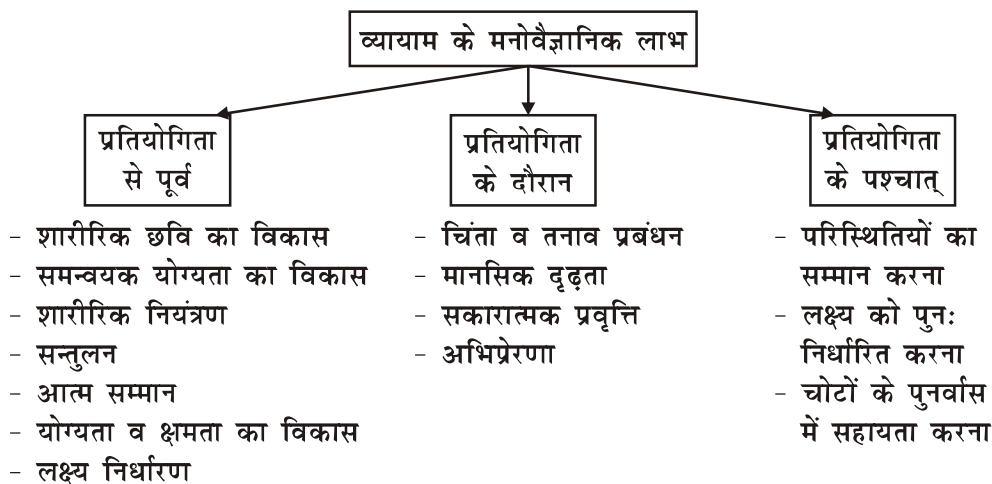 व्यायाम के मनोवैज्ञानिक लाभ
प्रतियोगिता
से पूर्व
- शारीरिक छवि का विकास
- समन्वयक योग्यता का विकास
- शारीरिक नियंत्रण
- सन्तुलन
- आत्म सम्मान
- योग्यता व क्षमता का विकास
- लक्ष्य निर्धारण
प्रतियोगिता
के दौरान
- चिंता व तनाव प्रबंधन
- मानसिक दृढ़ता
- सकारात्मक प्रवृत्ति
- अभिप्रेरणा
प्रतियोगिता
के पश्चात्
- परिस्थितियों का
सम्मान करना
- लक्ष्य को पुनः
निर्धारित करना
- चोटों के पुनर्वास
में सहायता करना